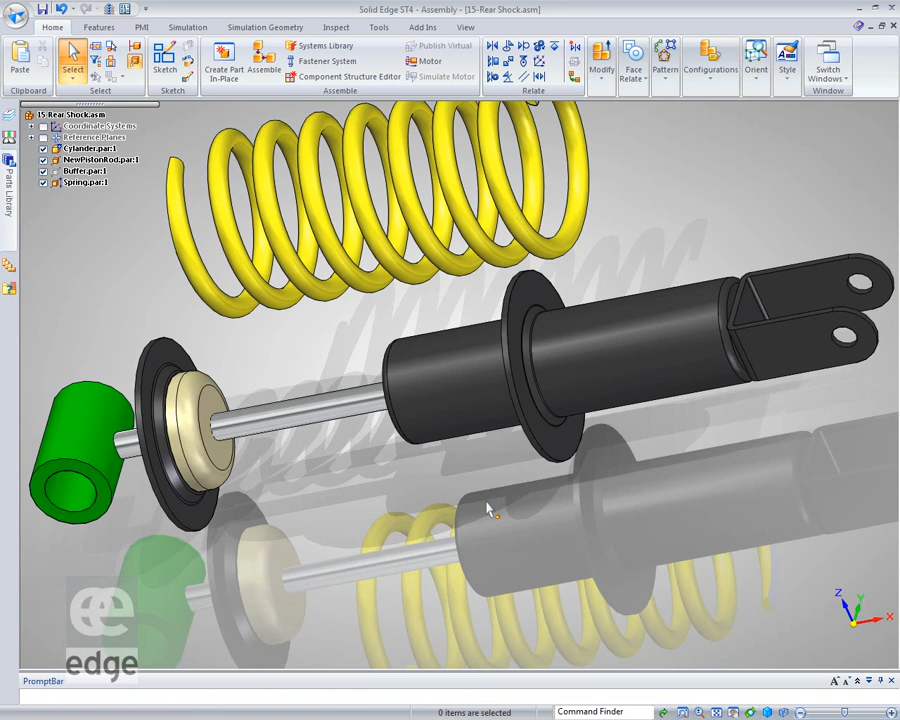 Solid Edge ST4 - Assembly - [15-Rear Shock.asm]
Home Features PMI Simulation Simulation Geometry Inspect Tools Add Ins View
Paste
Clipboard
Select
Select
Sketch
Sketch
Create Part
In-Place
Assemble
Systems Library
Fastener System
Component Structure Editor
Publish Virtual
Motor
Simulate Motor
Assemble
Relate
Modify
Face
Relate
Pattern
Configurations
Orient
Style
Switch
Windows
Window
15-Rear Shock.asm
Coordinate Systems
Reference Planes
Cylander.par:1
NewPistonRod.par:1
Buffer.par:1
Spring.par:1
Parts Library
Z
Y
X
edge
PromptBar
0 items are selected
Command Finder